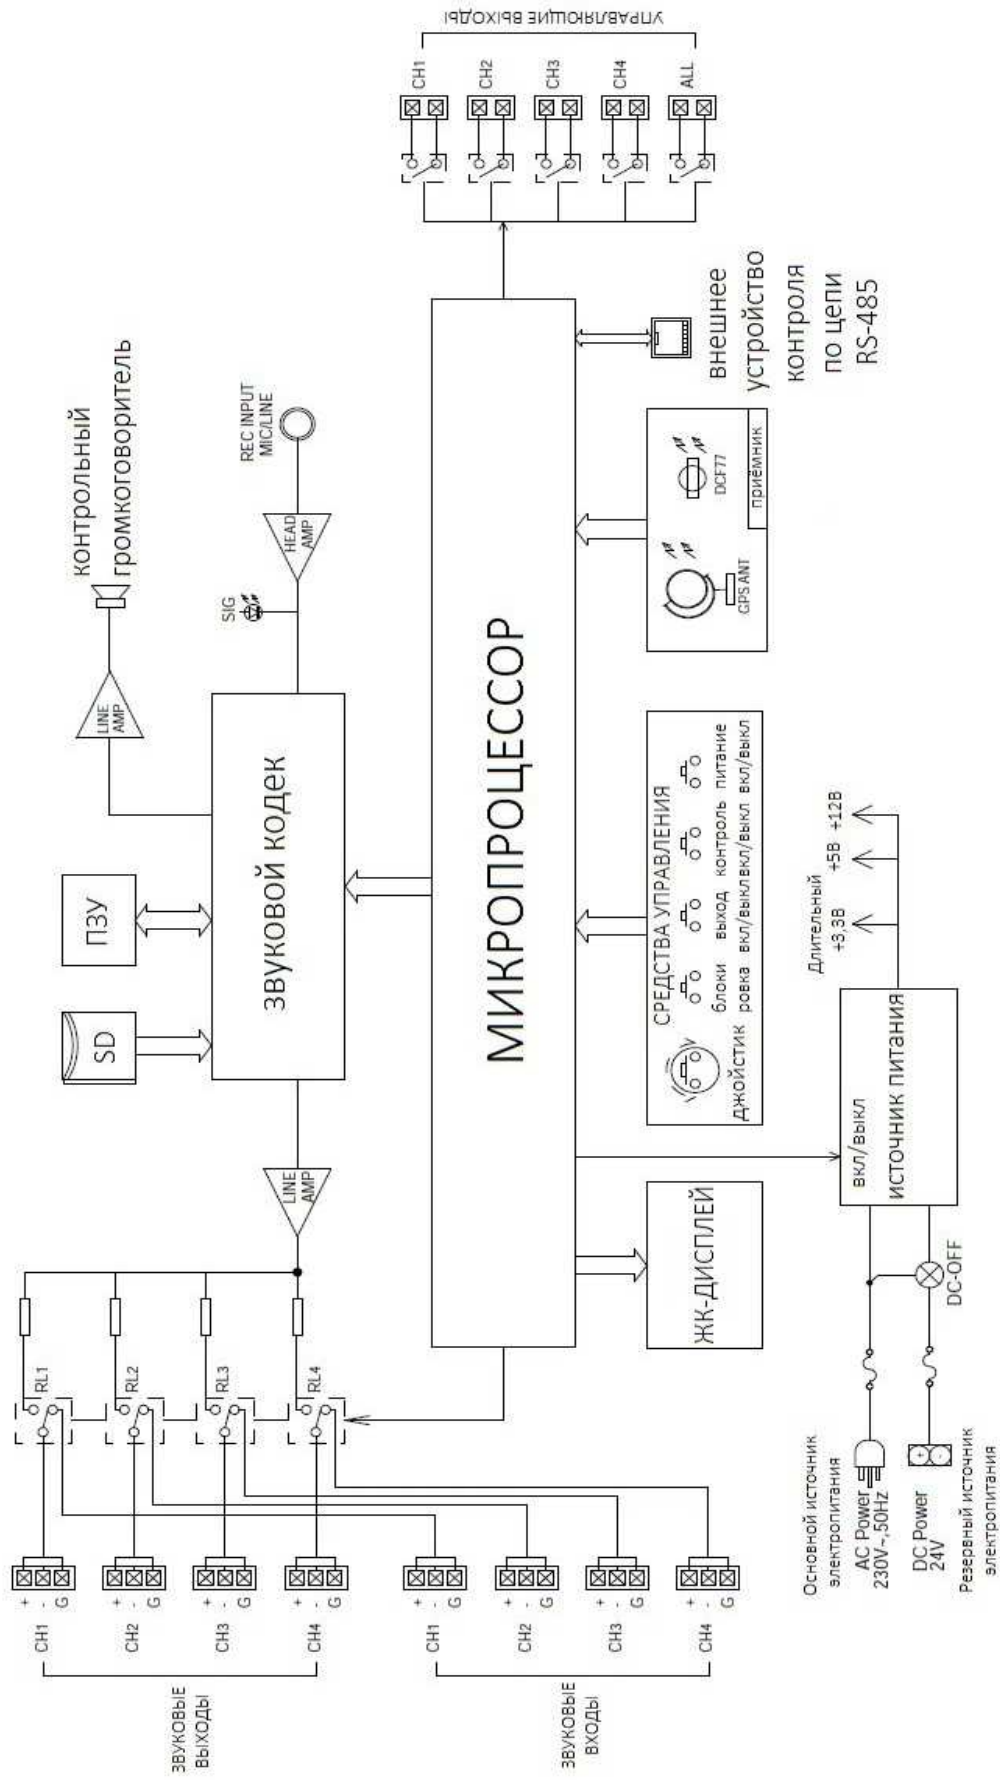 ЗВУКОВЫЕ
ВЫХОДЫ
CH1
+
-
G
CH2
+
-
G
CH3
+
-
G
CH4
+
-
G
RL1
RL2
RL3
RL4
LINE
AMP
SD
ПЗУ
ЗВУКОВОЙ КОДЕК
LINE
AMP
контрольный
громкоговоритель
SIG
HEAD
AMP
REC INPUT
MIC/LINE
ЗВУКОВЫЕ
ВХОДЫ
CH1
+
-
G
CH2
+
-
G
CH3
+
-
G
CH4
+
-
G
МИКРОПРОЦЕССОР
УПРАВЛЯЮЩИЕ ВЫХОДЫ
CH1
CH2
CH3
CH4
ALL
ЖК-ДИСПЛЕЙ
СРЕДСТВА УПРАВЛЕНИЯ
ДЖОЙСТИК
блоки выход контроль питание
ровка вкл/выклвкл/выкл вкл/выкл
GPS ANT
DCF77
приёмник
внешнее
устройство
контроля
по цепи
RS-485
Основной источник
электропитания
AC Power
230V~,50Hz
DC Power
24V
Резервный источник
электропитания
+
-
DC-OFF
вкл/выкл
ИСТОЧНИК ПИТАНИЯ
Длительный
+3,3В
+5В
+12В